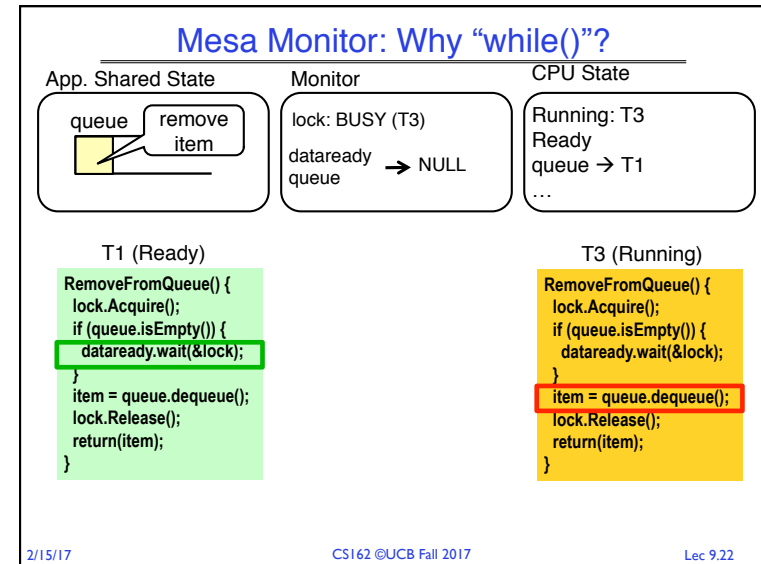 Mesa Monitor: Why “while()”?
App. Shared State
Monitor
CPU State
queue
remove
item
lock: BUSY (T3)
dataready
queue
→ NULL
Running: T3
Ready
queue → T1
…
T1 (Ready)
RemoveFromQueue() {
lock.Acquire();
if (queue.isEmpty()) {
dataready.wait(&lock);
}
item = queue.dequeue();
lock.Release();
return(item);
}
T3 (Running)
RemoveFromQueue() {
lock.Acquire();
if (queue.isEmpty()) {
dataready.wait(&lock);
}
item = queue.dequeue();
lock.Release();
return(item);
}
2/15/17
CS162 ©UCB Fall 2017
Lec 9.22